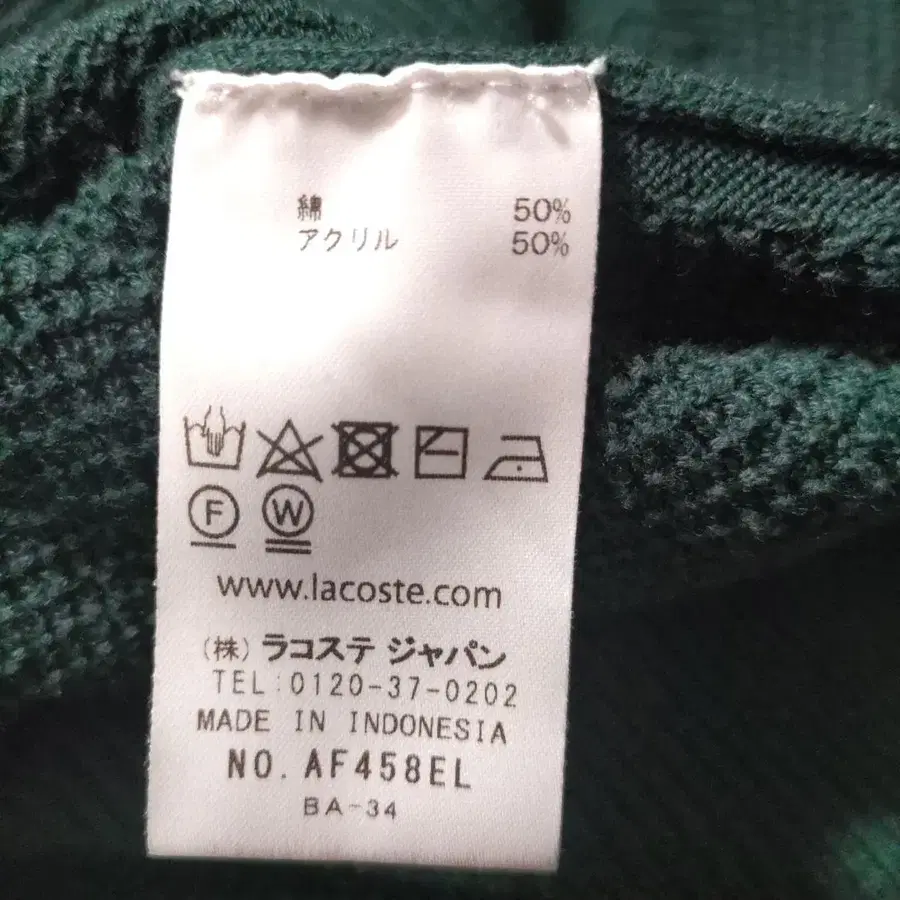 綿 50%
アクリル 50%
F W
www.lacoste.com
(株) ラコステ ジャパン
TEL:0120-37-0202
MADE IN INDONESIA
NO. AF458EL
BA-34